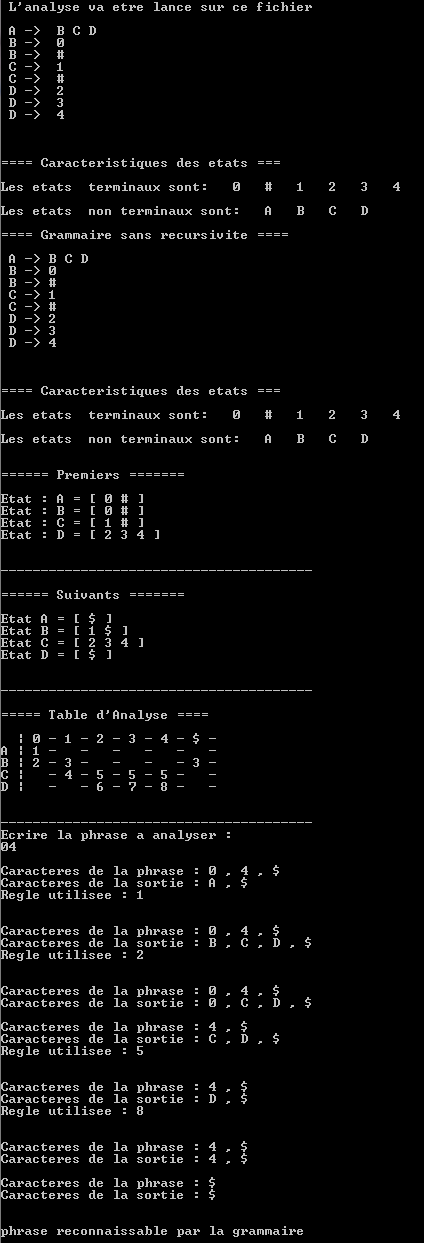 L'analyse va etre lance sur ce fichier
A -> B C D
B -> 0
B -> #
C -> 1
C -> #
D -> 2
D -> 3
D -> 4
==== Caracteristiques des etats ===
Les etats terminaux sont: 0 # 1 2 3 4
Les etats non terminaux sont: A B C D
==== Grammaire sans recursivite ====
A -> B C D
B -> 0
B -> #
C -> 1
C -> #
D -> 2
D -> 3
D -> 4
==== Caracteristiques des etats ===
Les etats terminaux sont: 0 # 1 2 3 4
Les etats non terminaux sont: A B C D
====== Premiers =======
Etat : A = [ 0 # ]
Etat : B = [ 0 # ]
Etat : C = [ 1 # ]
Etat : D = [ 2 3 4 ]
---------------------------------------
====== Suivants =======
Etat A = [ $ ]
Etat B = [ 1 $ ]
Etat C = [ 2 3 4 ]
Etat D = [ $ ]
---------------------------------------
===== Table d'Analyse ====
¦ 0 - 1 - 2 - 3 - 4 - $ -
A ¦ 1 - - - - - -
B ¦ 2 - 3 - - - - 3 -
C ¦ - 4 - 5 - 5 - 5 - -
D ¦ - - 6 - 7 - 8 - -
---------------------------------------
Ecrire la phrase a analyser :
04
Caracteres de la phrase : 0 , 4 , $
Caracteres de la sortie : A , $
Regle utilisee : 1
Caracteres de la phrase : 0 , 4 , $
Caracteres de la sortie : B , C , D , $
Regle utilisee : 2
Caracteres de la phrase : 0 , 4 , $
Caracteres de la sortie : 0 , C , D , $
Caracteres de la phrase : 4 , $
Caracteres de la sortie : C , D , $
Regle utilisee : 5
Caracteres de la phrase : 4 , $
Caracteres de la sortie : D , $
Regle utilisee : 8
Caracteres de la phrase : 4 , $
Caracteres de la sortie : 4 , $
Caracteres de la phrase : $
Caracteres de la sortie : $
phrase reconnaissable par la grammaire